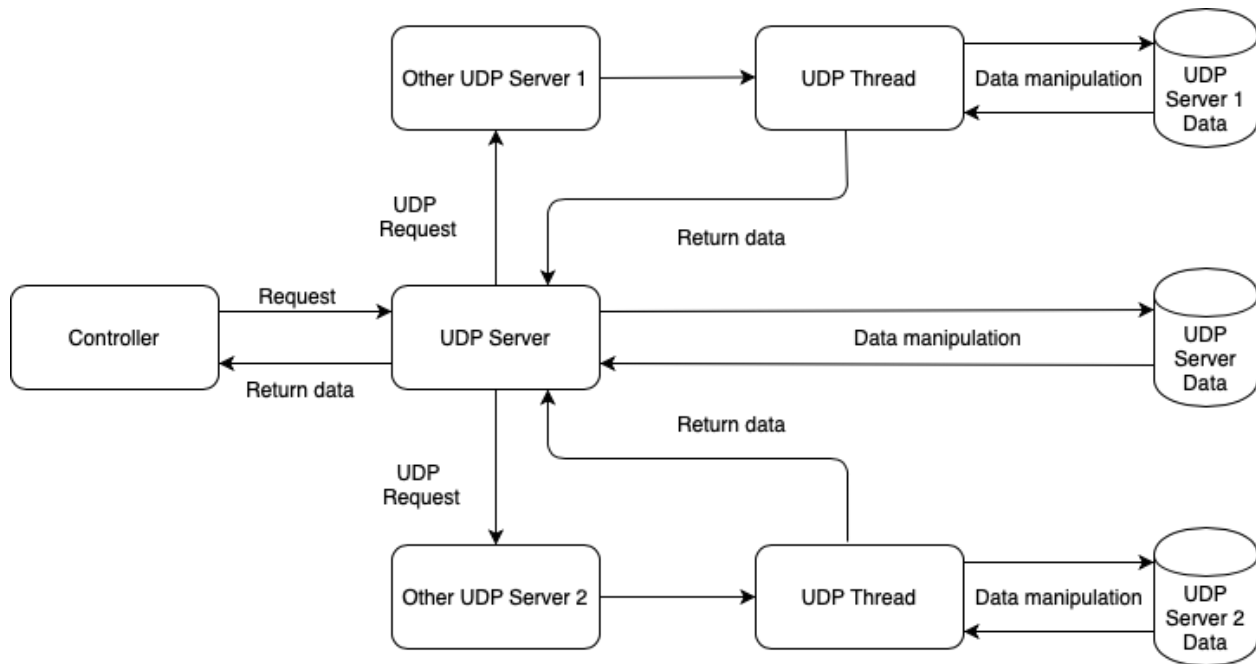 Other UDP Server 1
UDP Thread
Data manipulation
UDP
Server 1
Data
UDP
Request
Return data
Controller
Request
Return data
UDP Server
Data manipulation
UDP
Server
Data
Return data
UDP
Request
Other UDP Server 2
UDP Thread
Data manipulation
UDP
Server 2
Data